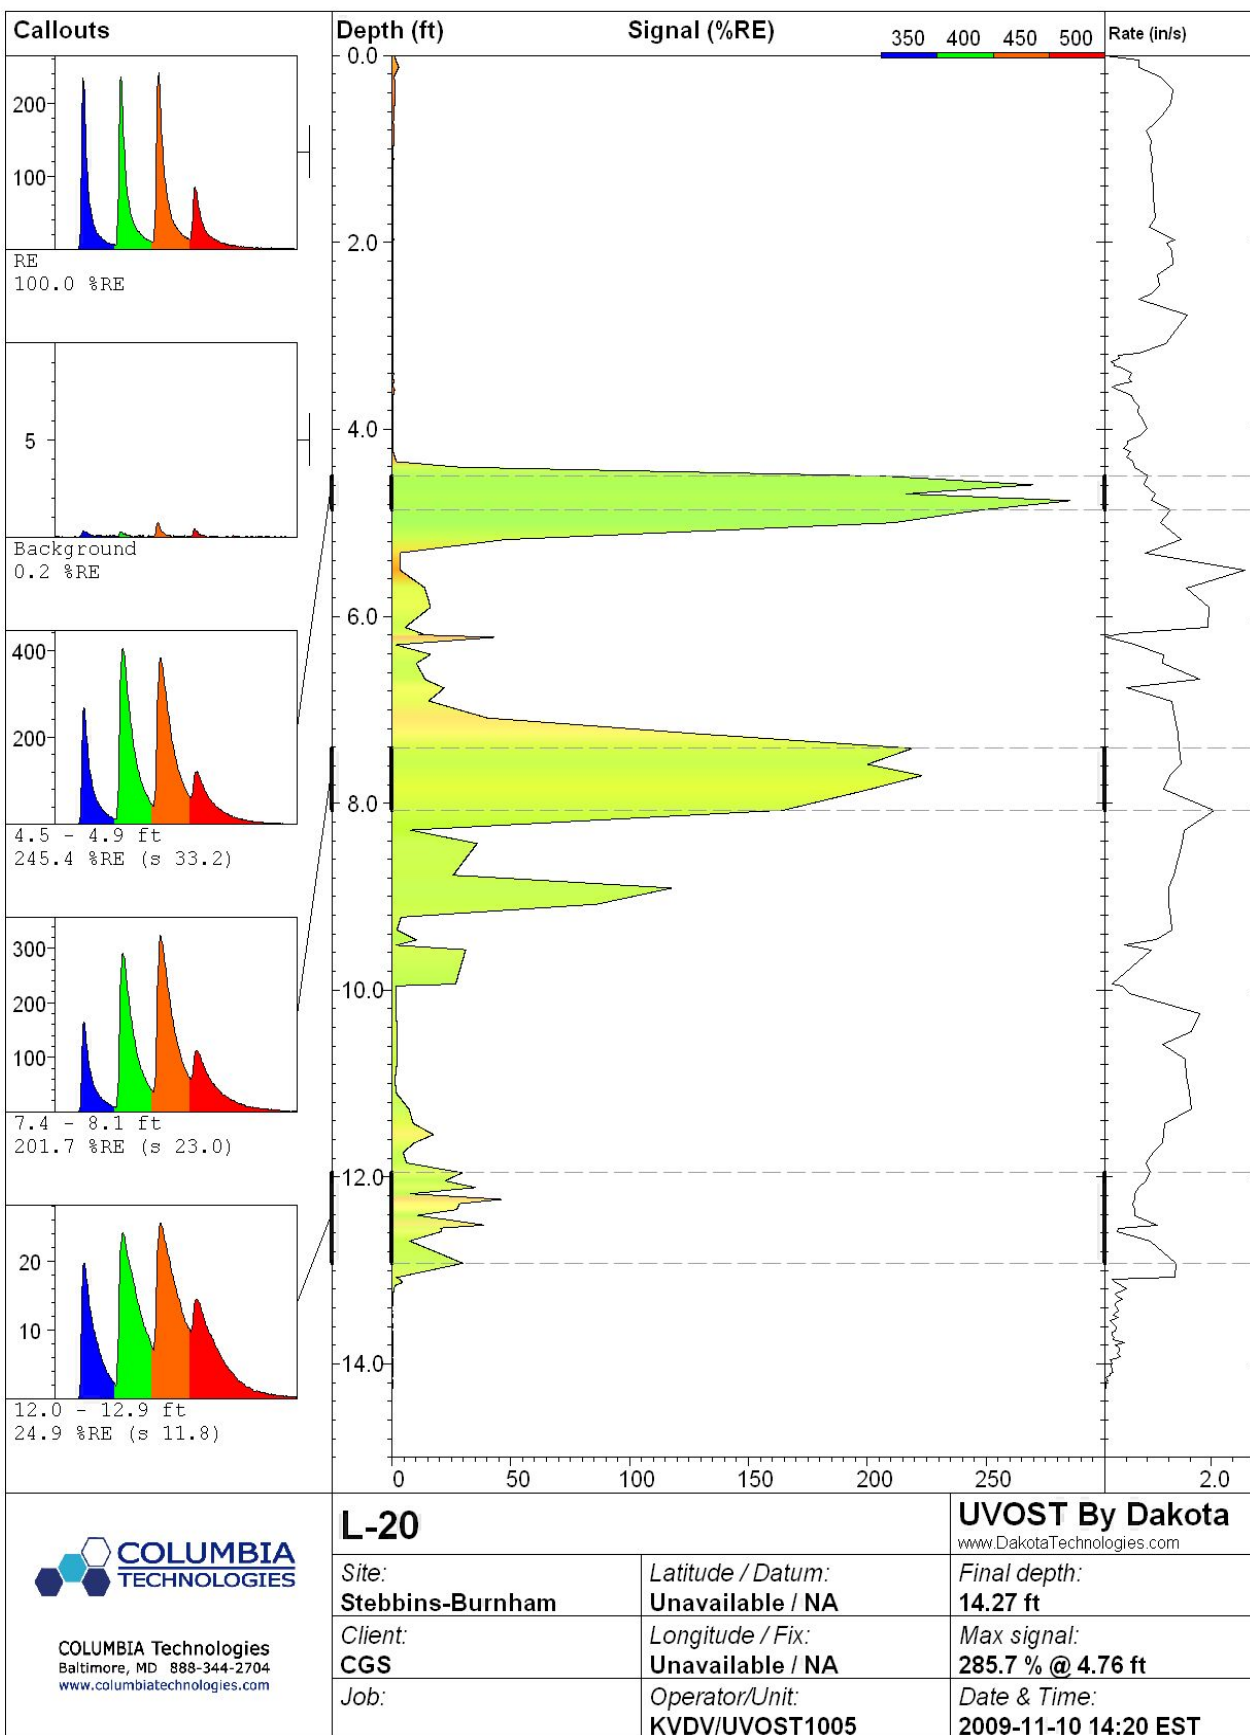 Callouts
Depth (ft)
Signal (%RE)
350 400 450 500
Rate (in/s)
200
100
RE
100.0 %RE
5
Background
0.2 %RE
400
200
4.5 - 4.9 ft
245.4 %RE (s 33.2)
300
200
100
7.4 - 8.1 ft
201.7 %RE (s 23.0)
20
10
12.0 - 12.9 ft
24.9 %RE (s 11.8)
0.0
2.0
4.0
6.0
8.0
10.0
12.0
14.0
0 50 100 150 200 250
2.0
COLUMBIA
TECHNOLOGIES
COLUMBIA Technologies
Baltimore, MD 888-344-2704
www.columbiatechnologies.com
L-20
UVOST By Dakota
www.DakotaTechnologies.com
Site:
Stebbins-Burnham
Latitude / Datum:
Unavailable / NA
Final depth:
14.27 ft
Client:
CGS
Longitude / Fix:
Unavailable / NA
Max signal:
285.7 % @ 4.76 ft
Job:
Operator/Unit:
KVDV/UVOST1005
Date & Time:
2009-11-10 14:20 EST